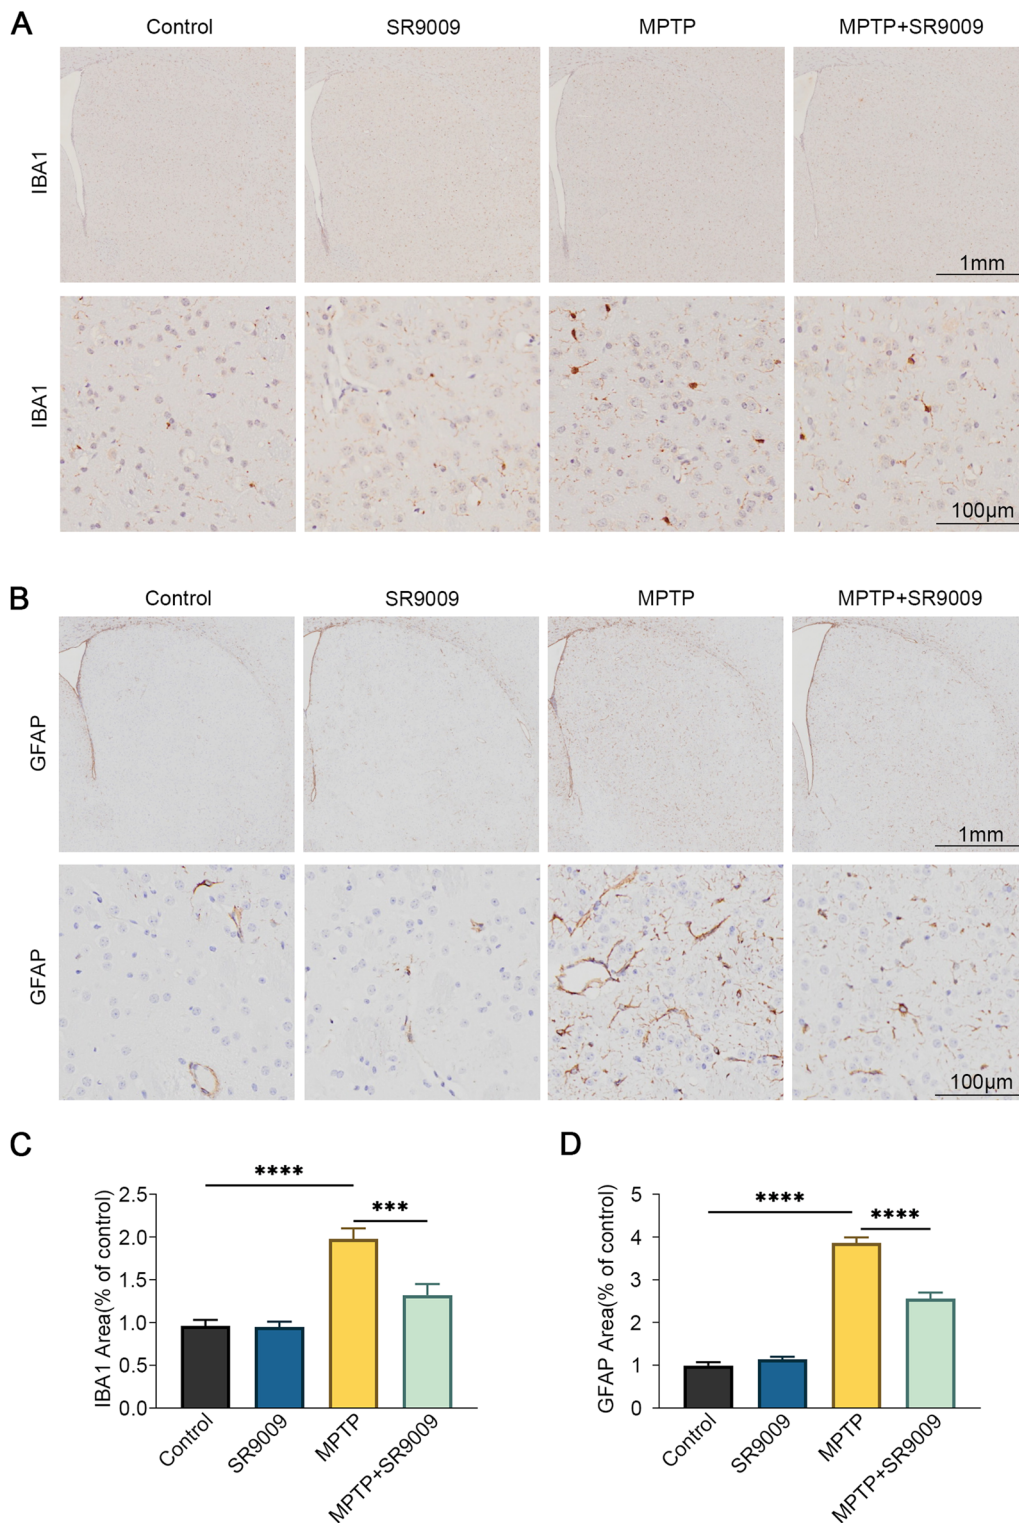 A
Control SR9009 MPTP MPTP+SR9009
IBA1
1mm
IBA1
100μm
B
Control SR9009 MPTP MPTP+SR9009
GFAP
1mm
GFAP
100μm
C
IBA1 Area(% of control)
2.5
2.0
1.5
1.0
0.5
0.0
****
***
Control
SR9009
MPTP
MPTP+SR9009
D
GFAP Area(% of control)
5
4
3
2
1
0
****
****
Control
SR9009
MPTP
MPTP+SR9009